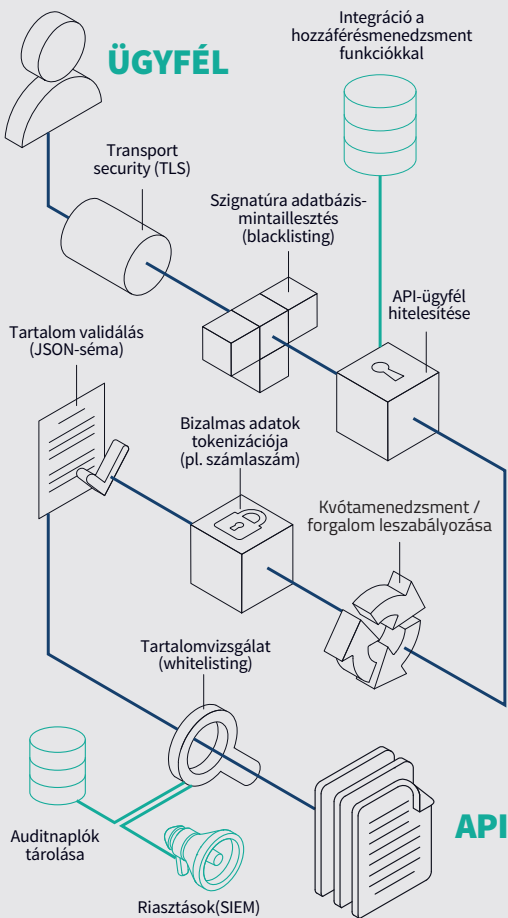 Integráció a
hozzáférésmenedzsment
funkciókkal
ÜGYFÉL
Transport
security (TLS)
Szignatúra adatbázis-
mintaillesztés
(blacklisting)
API-ügyfél
hitelesítése
Tartalom validálás
(JSON-séma)
Bizalmas adatok
tokenizációja
(pl. számlaszám)
Kvótamenedzsment /
forgalom leszabályozása
Tartalomvizsgálat
(whitelisting)
API
Auditnaplók
tárolása
Riasztások(SIEM)